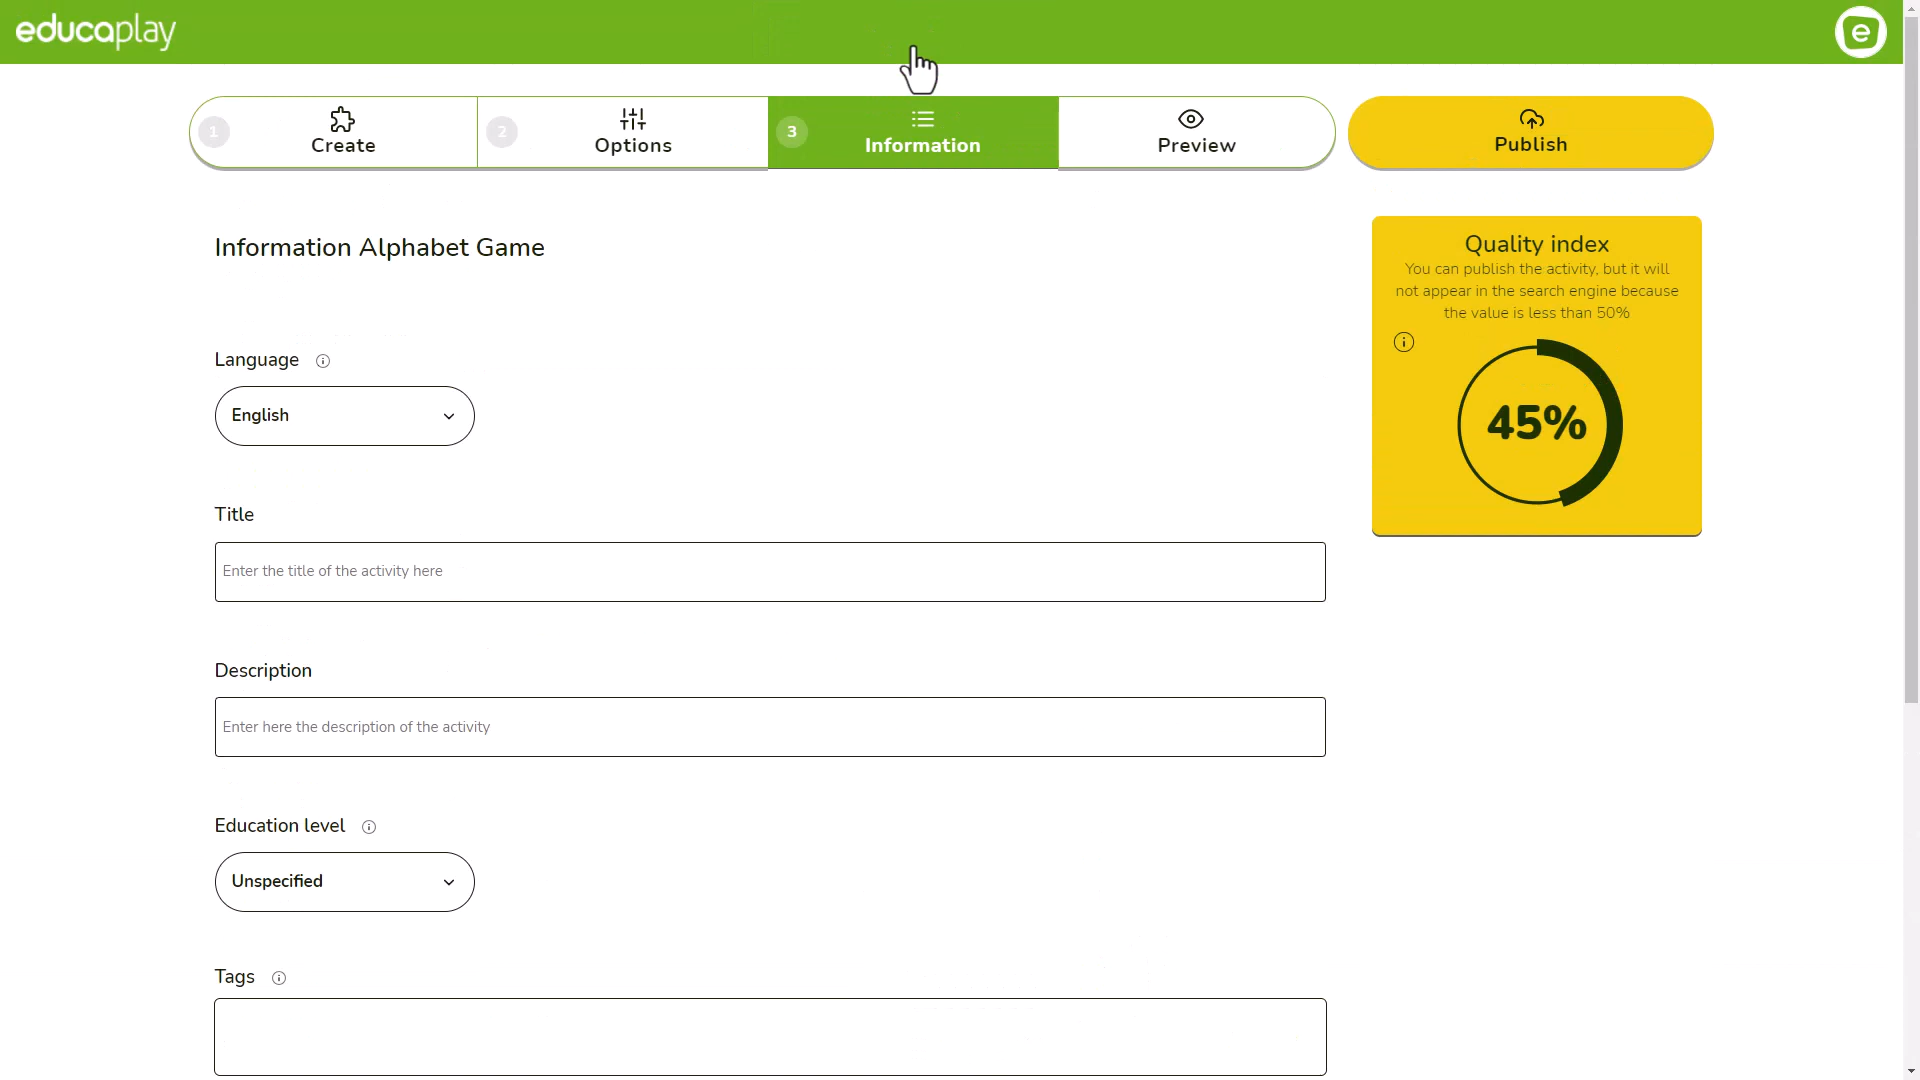 educaplay
e
1
Create
2
Options
3
Information
Preview
Publish
Information Alphabet Game
Quality index
You can publish the activity, but it will
not appear in the search engine because
the value is less than 50%
45%
Language
English
Title
Enter the title of the activity here
Description
Enter here the description of the activity
Education level
Unspecified
Tags